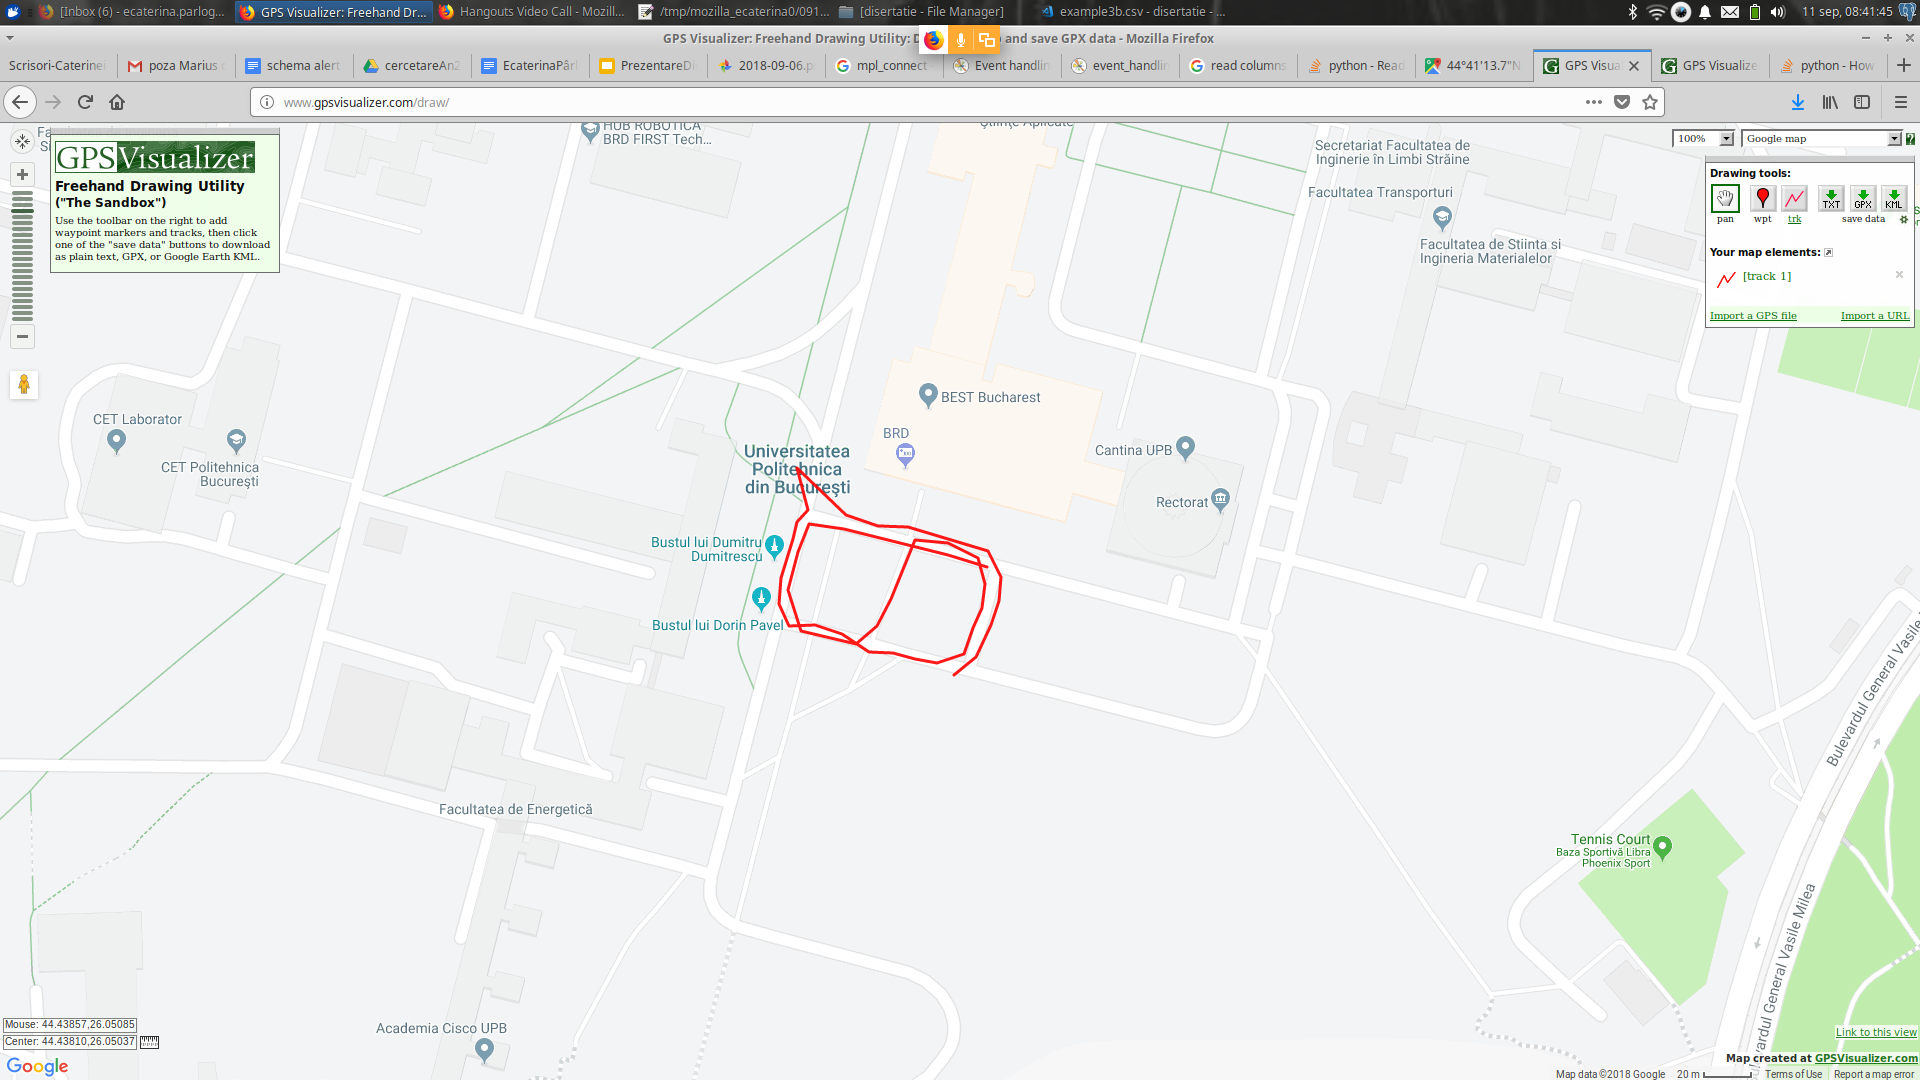 [Inbox (6) - ecaterina.parlog...
GPS Visualizer: Freehand Dr...
Hangouts Video Call - Mozill...
/tmp/mozilla_ecaterina0/091...
[disertatie - File Manager]
example3b.csv - disertatie - ...
11 sep, 08:41:45
GPS Visualizer: Freehand Drawing Utility: D
and save GPX data - Mozilla Firefox
Scrisori-Caterine
poza Marius
schema alert
cercetareAn2
EcaterinaPâr
PrezentareDi
2018-09-06.p
mpl_connect
Event handlin
event_handlin
read columns
python - Read
44°41'13.7"N
GPS Visua
GPS Visualize
python - How
www.gpsvisualizer.com/draw/
GPSVisualizer
Freehand Drawing Utility
("The Sandbox")
Use the toolbar on the right to add
waypoint markers and tracks, then click
one of the "save data" buttons to download
as plain text, GPX, or Google Earth KML.
100%
Google map
?
Drawing tools:
TXT
GPX
KML
pan
wpt
trk
save data
Your map elements:
[track 1]
Import a GPS file
Import a URL
HUB ROBOTICA
BRD FIRST Tech...
Științe Aplicate
Secretariat Facultatea de
Inginerie în Limbi Străine
Facultatea Transporturi
Facultatea de Stiinta si
Ingineria Materialelor
BEST Bucharest
BRD
Cantina UPB
Rectorat
CET Laborator
CET Politehnica
București
Universitatea
Politehnica
din București
Bustul lui Dumitru
Dumitrescu
Bustul lui Dorin Pavel
Facultatea de Energetică
Academia Cisco UPB
Tennis Court
Baza Sportivă Libra
Phoenix Sport
Bulevardul General Vasile
Bulevardul General Vasile Milea
Mouse: 44.43857,26.05085
Center: 44.43810,26.05037
Google
Link to this view
Map created at GPSVisualizer.com
Map data ©2018 Google
20 m
Terms of Use
Report a map error